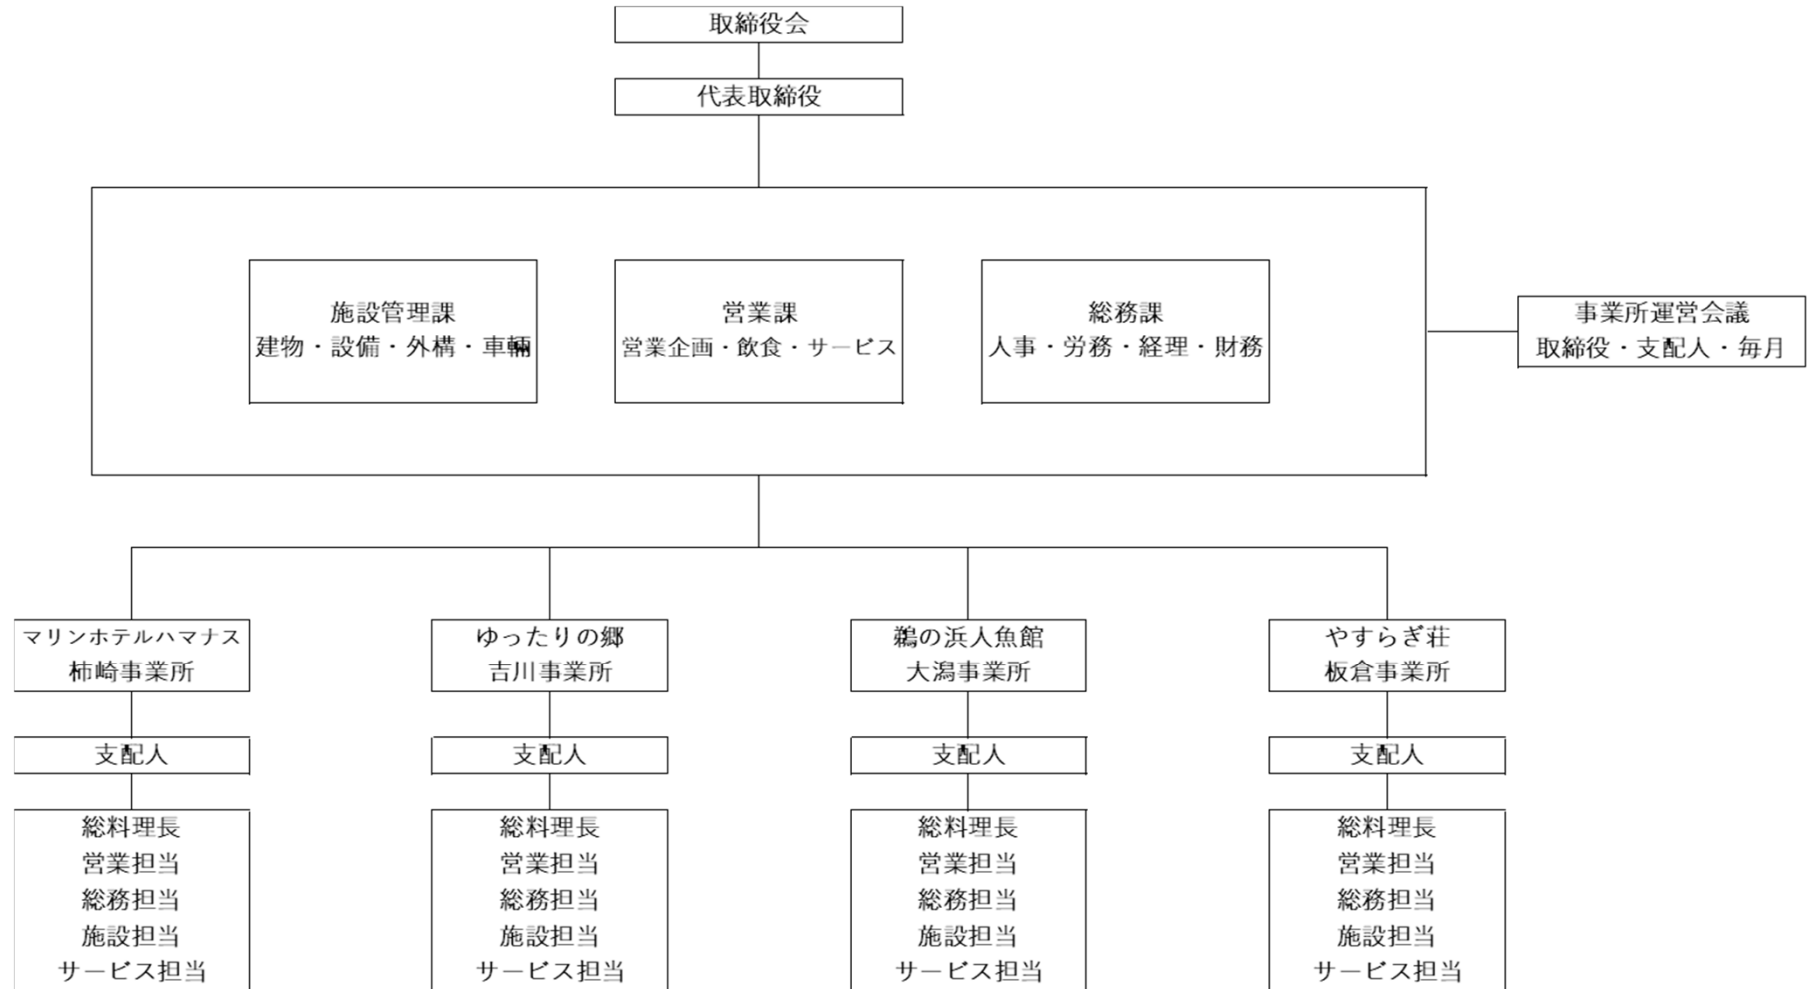 取締役会
代表取締役
施設管理課
建物・設備・外構・車輛
営業課
営業企画・飲食・サービス
総務課
人事・労務・経理・財務
事業所運営会議
取締役・支配人・毎月
マリンホテルハマナス
柿崎事業所
ゆったりの郷
吉川事業所
鵜の浜人魚館
大潟事業所
やすらぎ荘
板倉事業所
支配人
支配人
支配人
支配人
総料理長
営業担当
総務担当
施設担当
サービス担当
総料理長
営業担当
総務担当
施設担当
サービス担当
総料理長
営業担当
総務担当
施設担当
サービス担当
総料理長
営業担当
総務担当
施設担当
サービス担当